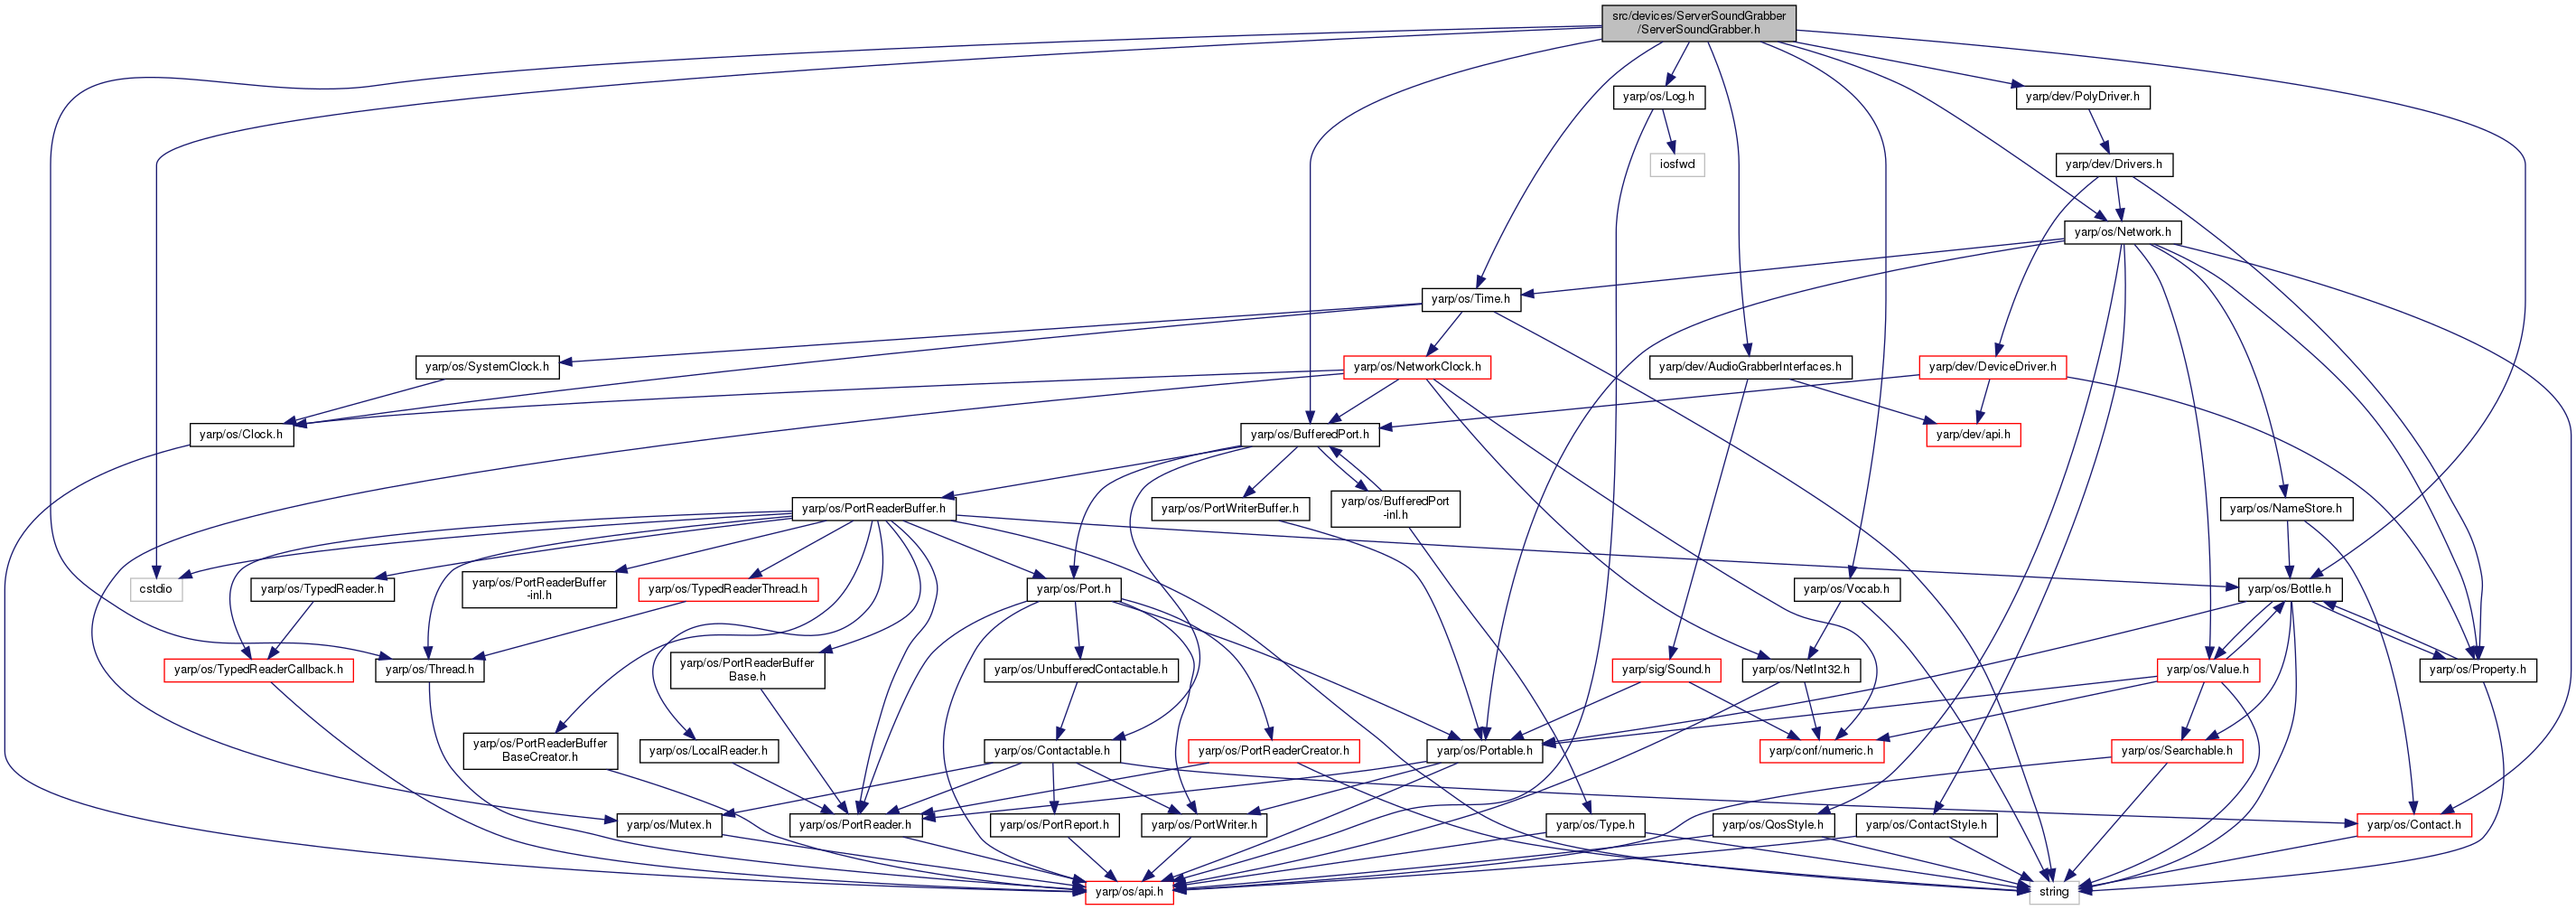 src/devices/ServerSoundGrabber
/ServerSoundGrabber.h
yarp/os/Log.h
yarp/dev/PolyDriver.h
iosfwd
yarp/dev/Drivers.h
yarp/os/Network.h
yarp/os/Time.h
yarp/os/SystemClock.h
yarp/os/NetworkClock.h
yarp/dev/AudioGrabberInterfaces.h
yarp/dev/DeviceDriver.h
yarp/os/Clock.h
yarp/os/BufferedPort.h
yarp/dev/api.h
yarp/os/PortReaderBuffer.h
yarp/os/PortWriterBuffer.h
yarp/os/BufferedPort
-inl.h
yarp/os/NameStore.h
cstdio
yarp/os/TypedReader.h
yarp/os/PortReaderBuffer
-inl.h
yarp/os/TypedReaderThread.h
yarp/os/Port.h
yarp/os/Vocab.h
yarp/os/Bottle.h
yarp/os/TypedReaderCallback.h
yarp/os/Thread.h
yarp/os/PortReaderBuffer
Base.h
yarp/os/UnbufferedContactable.h
yarp/sig/Sound.h
yarp/os/NetInt32.h
yarp/os/Value.h
yarp/os/Property.h
yarp/os/PortReaderBuffer
BaseCreator.h
yarp/os/LocalReader.h
yarp/os/Contactable.h
yarp/os/PortReaderCreator.h
yarp/os/Portable.h
yarp/conf/numeric.h
yarp/os/Searchable.h
yarp/os/Mutex.h
yarp/os/PortReader.h
yarp/os/PortReport.h
yarp/os/PortWriter.h
yarp/os/Type.h
yarp/os/QosStyle.h
yarp/os/ContactStyle.h
yarp/os/Contact.h
yarp/os/api.h
string